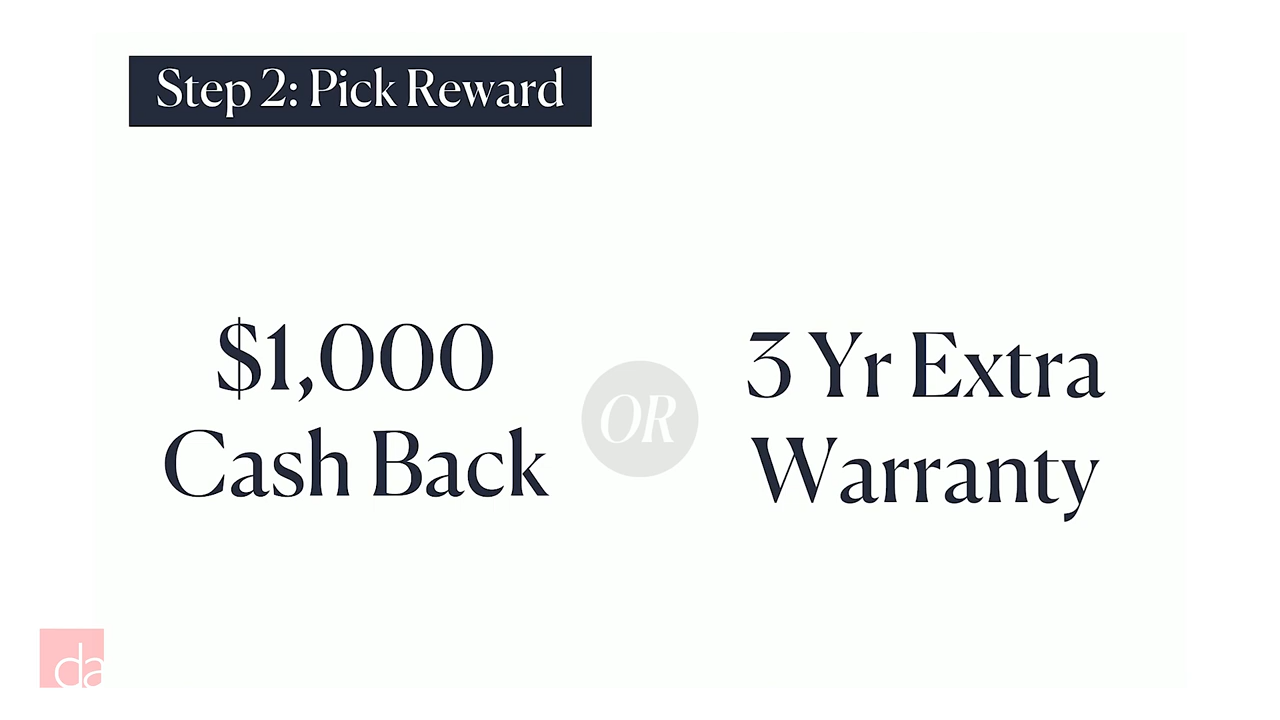 Step 2: Pick Reward
$1,000
Cash Back
OR
3 Yr Extra
Warranty
da